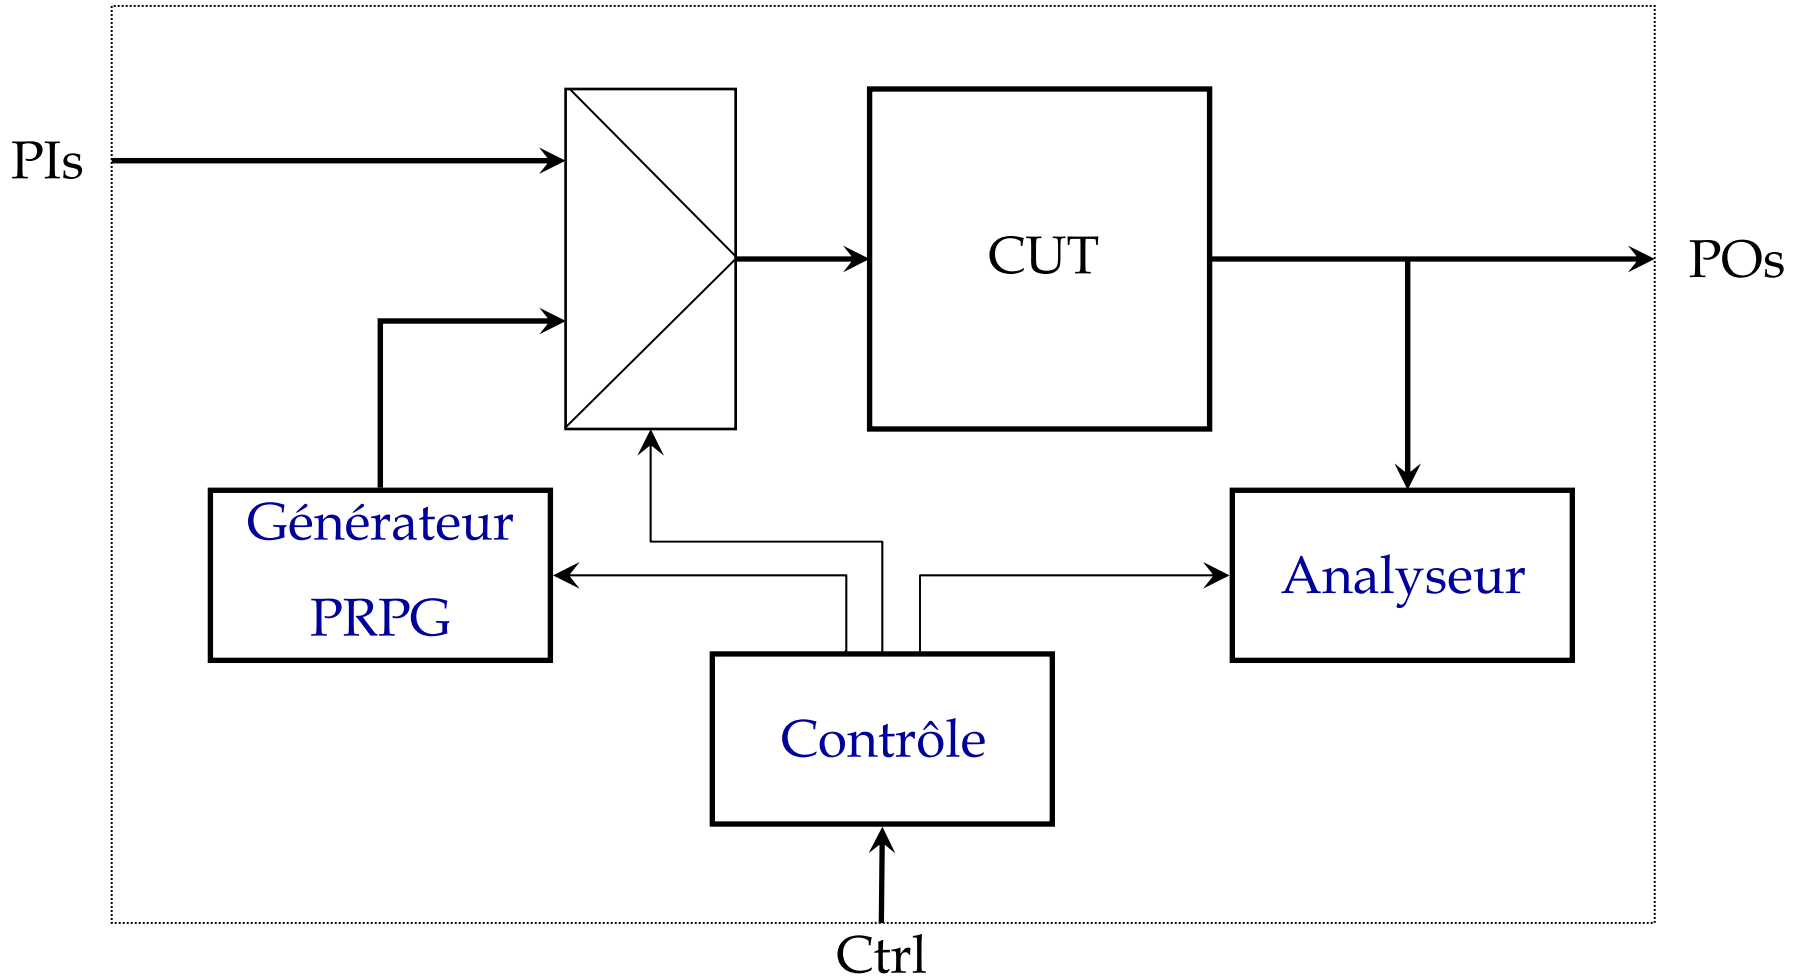 PIs
CUT
POs
Générateur
PRPG
Analyseur
Contrôle
Ctrl